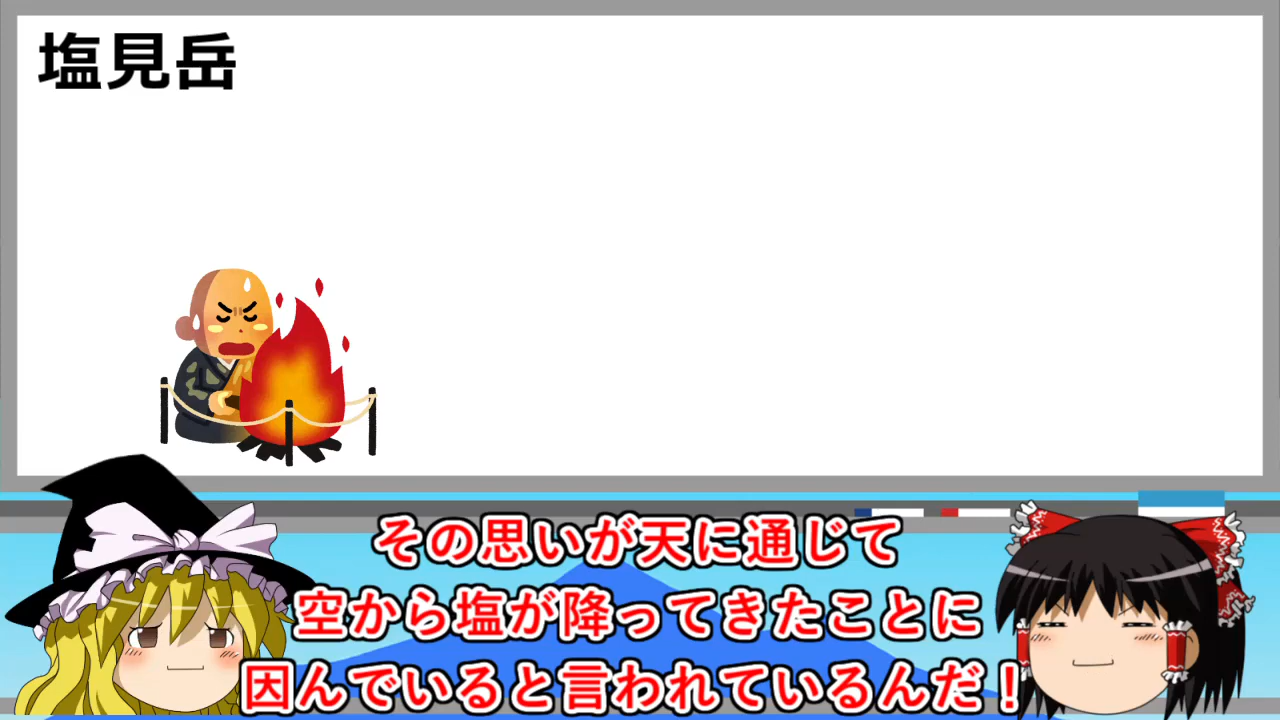 塩見岳
その思いが天に通じて
空から塩が降ってきたことに
因んでいると言われているんだ！